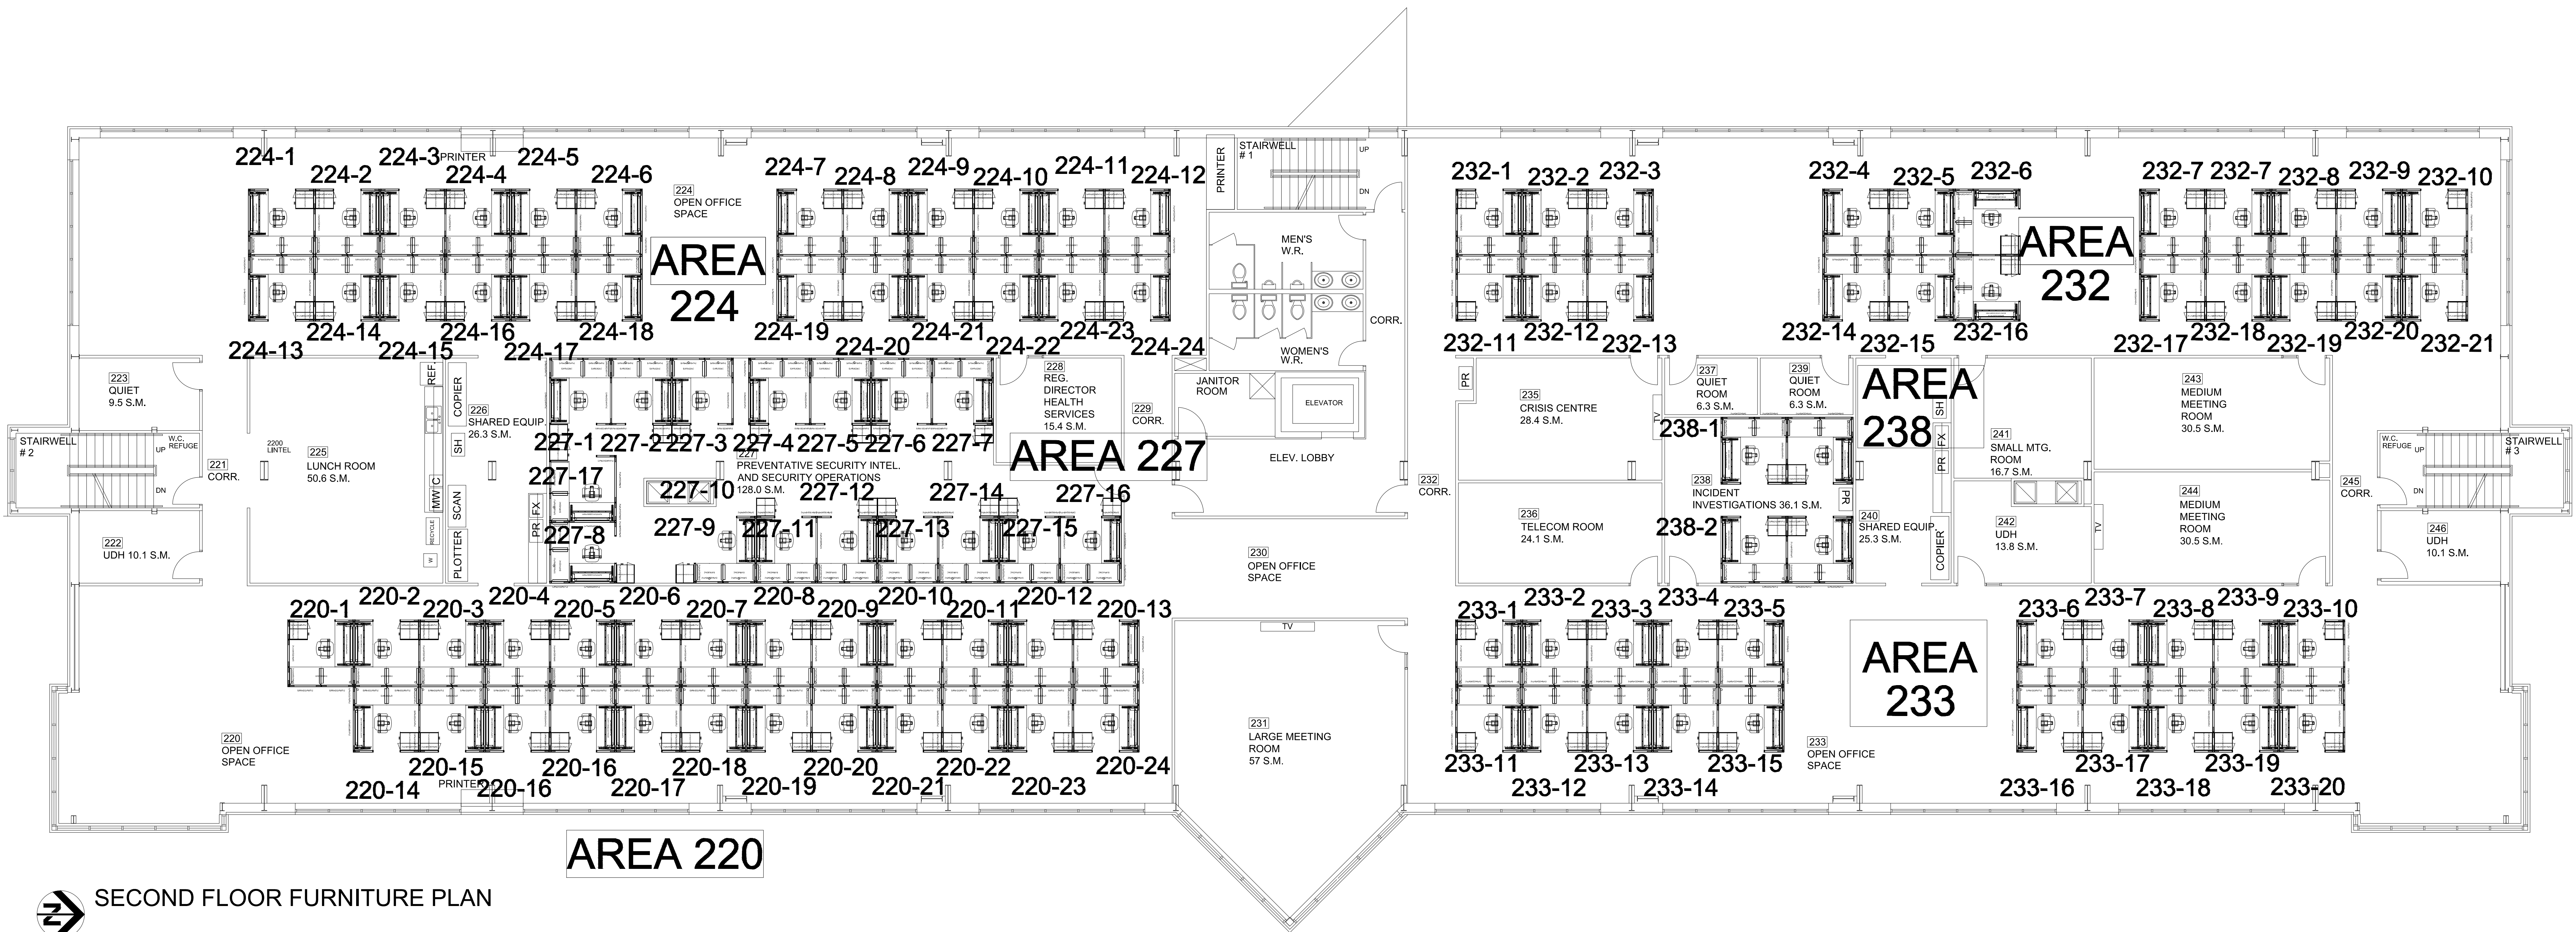 224-1
224-2
224-3
PRINTER
224-4
224-5
224-6
224
OPEN OFFICE
SPACE
224-7
224-8
224-9
224-10
224-11
224-12
PRINTER
STAIRWELL
# 1
UP
DN
232-1
232-2
232-3
232-4
232-5
232-6
232-7
232-7
232-8
232-9
232-10
AREA
224
MEN'S
W.R.
AREA
232
224-13
224-14
224-15
224-16
224-17
224-18
224-19
224-20
224-21
224-22
224-23
224-24
WOMEN'S
W.R.
CORR.
232-11
232-12
232-13
232-14
232-15
232-16
232-17
232-18
232-19
232-20
232-21
223
QUIET
9.5 S.M.
STAIRWELL
# 2
UP
DN
W.C.
REFUGE
221
CORR.
222
UDH 10.1 S.M.
2200
LINTEL
225
LUNCH ROOM
50.6 S.M.
REF.
MW
C
RECYCLE
W
COPIER
SH
SCAN
PLOTTER
226
SHARED EQUIP.
26.3 S.M.
FX
PR
227-1
227-2
227-3
227-4
227-5
227-6
227-7
227-17
227-8
227-10
227
PREVENTATIVE SECURITY INTEL.
AND SECURITY OPERATIONS
128.0 S.M.
227-9
227-11
227-12
227-13
227-14
227-15
227-16
AREA 227
228
REG.
DIRECTOR
HEALTH
SERVICES
15.4 S.M.
229
CORR.
JANITOR
ROOM
ELEVATOR
ELEV. LOBBY
230
OPEN OFFICE
SPACE
232
CORR.
PR
235
CRISIS CENTRE
28.4 S.M.
TV
236
TELECOM ROOM
24.1 S.M.
237
QUIET
ROOM
6.3 S.M.
239
QUIET
ROOM
6.3 S.M.
AREA
238
238-1
238
INCIDENT
INVESTIGATIONS 36.1 S.M.
PR
238-2
240
SHARED EQUIP.
25.3 S.M.
SH
FX
PR
COPIER
241
SMALL MTG.
ROOM
16.7 S.M.
242
UDH
13.8 S.M.
TV
243
MEDIUM
MEETING
ROOM
30.5 S.M.
244
MEDIUM
MEETING
ROOM
30.5 S.M.
245
CORR.
W.C.
REFUGE
UP
DN
STAIRWELL
# 3
246
UDH
10.1 S.M.
220-1
220-2
220-3
220-4
220-5
220-6
220-7
220-8
220-9
220-10
220-11
220-12
220-13
TV
233-1
233-2
233-3
233-4
233-5
233-6
233-7
233-8
233-9
233-10
AREA
233
220
OPEN OFFICE
SPACE
231
LARGE MEETING
ROOM
57 S.M.
233
OPEN OFFICE
SPACE
220-14
220-15
PRINTER
220-16
220-16
220-17
220-18
220-19
220-20
220-21
220-22
220-23
220-24
233-11
233-12
233-13
233-14
233-15
233-16
233-17
233-18
233-19
233-20
AREA 220
Z
SECOND FLOOR FURNITURE PLAN